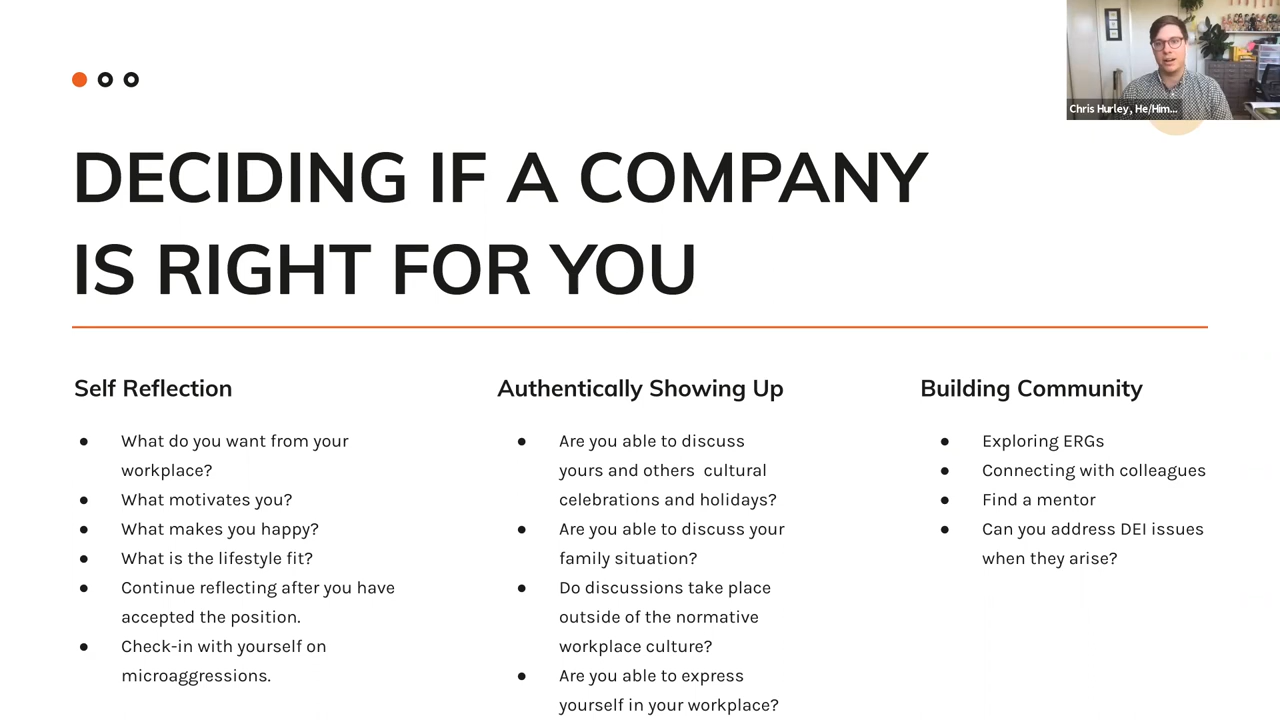 Chris Hurley, He/Him...
DECIDING IF A COMPANY
IS RIGHT FOR YOU
Self Reflection
● What do you want from your
workplace?
● What motivates you?
● What makes you happy?
● What is the lifestyle fit?
● Continue reflecting after you have
accepted the position.
● Check-in with yourself on
microaggressions.
Authentically Showing Up
● Are you able to discuss
yours and others  cultural
celebrations and holidays?
● Are you able to discuss your
family situation?
● Do discussions take place
outside of the normative
workplace culture?
● Are you able to express
yourself in your workplace?
Building Community
● Exploring ERGs
● Connecting with colleagues
● Find a mentor
● Can you address DEI issues
when they arise?